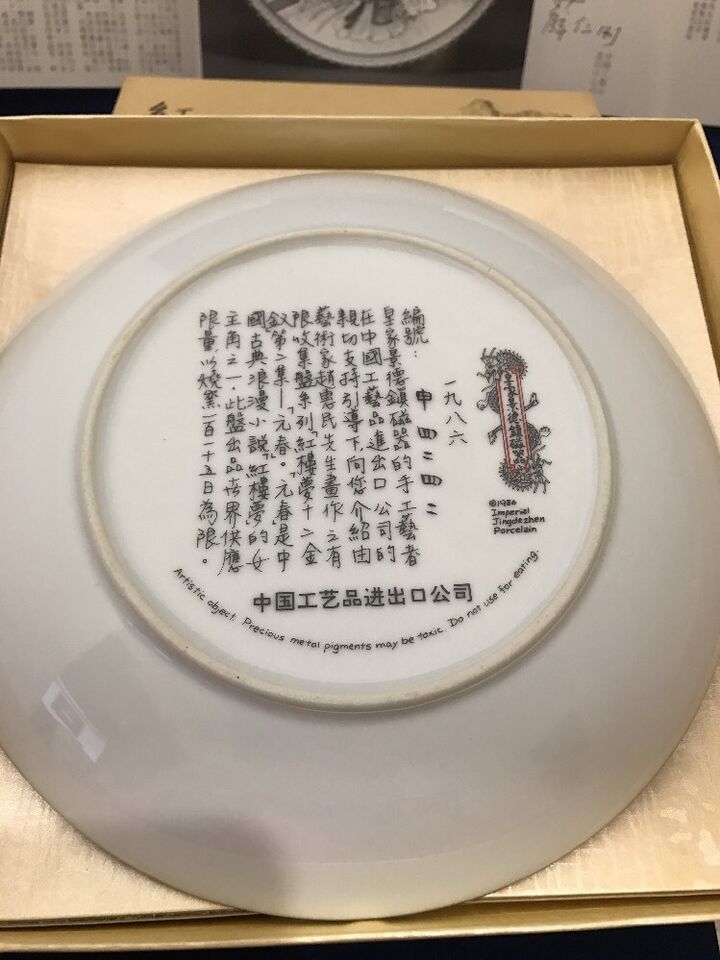 一九八六
編號：
申四二四二
皇家景德鎮磁器的手工藝者
在中國工藝品進出口公司的
親切支持引導下,向您介紹由
藝術家趙惠民先生畫作之有
限收集盤系列「紅樓夢十二金
釵第二集—「元春。」「元春」是中
國古典浪漫小說「紅樓夢」的女
主角之一。此盤出品世界供應
限量,以燒窯一百一十五日為限。
©1986
Imperial
Jingdezhen
Porcelain
中国工艺品进出口公司
Artistic object. Precious metal pigments may be toxic. Do not use for eating.